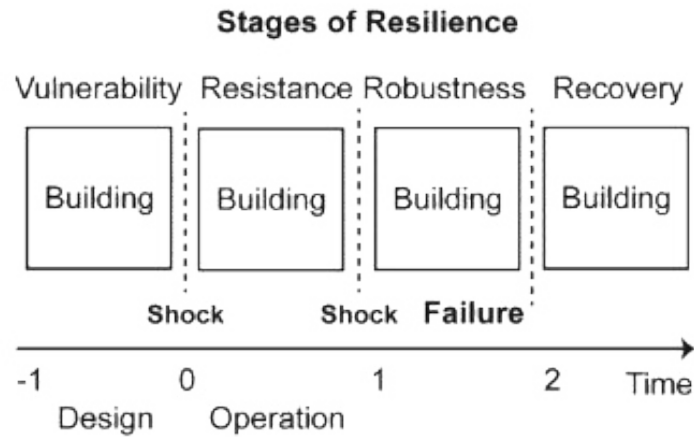 Stages of Resilience
Vulnerability Resistance Robustness Recovery
Building Building Building Building
Shock Shock Failure
-1 0 1 2 Time
Design Operation